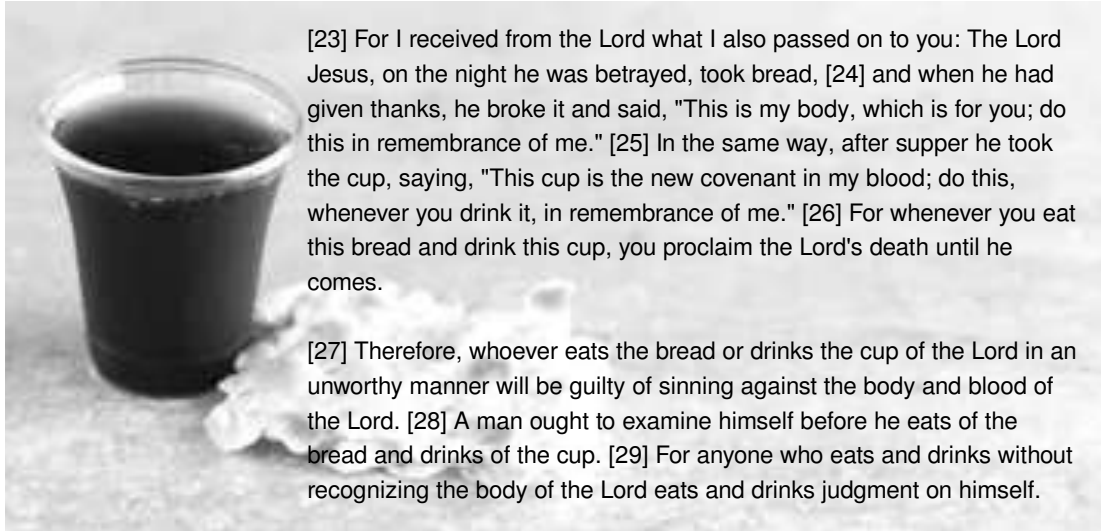 [23] For I received from the Lord what I also passed on to you: The Lord
Jesus, on the night he was betrayed, took bread, [24] and when he had
given thanks, he broke it and said, "This is my body, which is for you; do
this in remembrance of me." [25] In the same way, after supper he took
the cup, saying, "This cup is the new covenant in my blood; do this,
whenever you drink it, in remembrance of me." [26] For whenever you eat
this bread and drink this cup, you proclaim the Lord's death until he
comes.
[27] Therefore, whoever eats the bread or drinks the cup of the Lord in an
unworthy manner will be guilty of sinning against the body and blood of
the Lord. [28] A man ought to examine himself before he eats of the
bread and drinks of the cup. [29] For anyone who eats and drinks without
recognizing the body of the Lord eats and drinks judgment on himself.